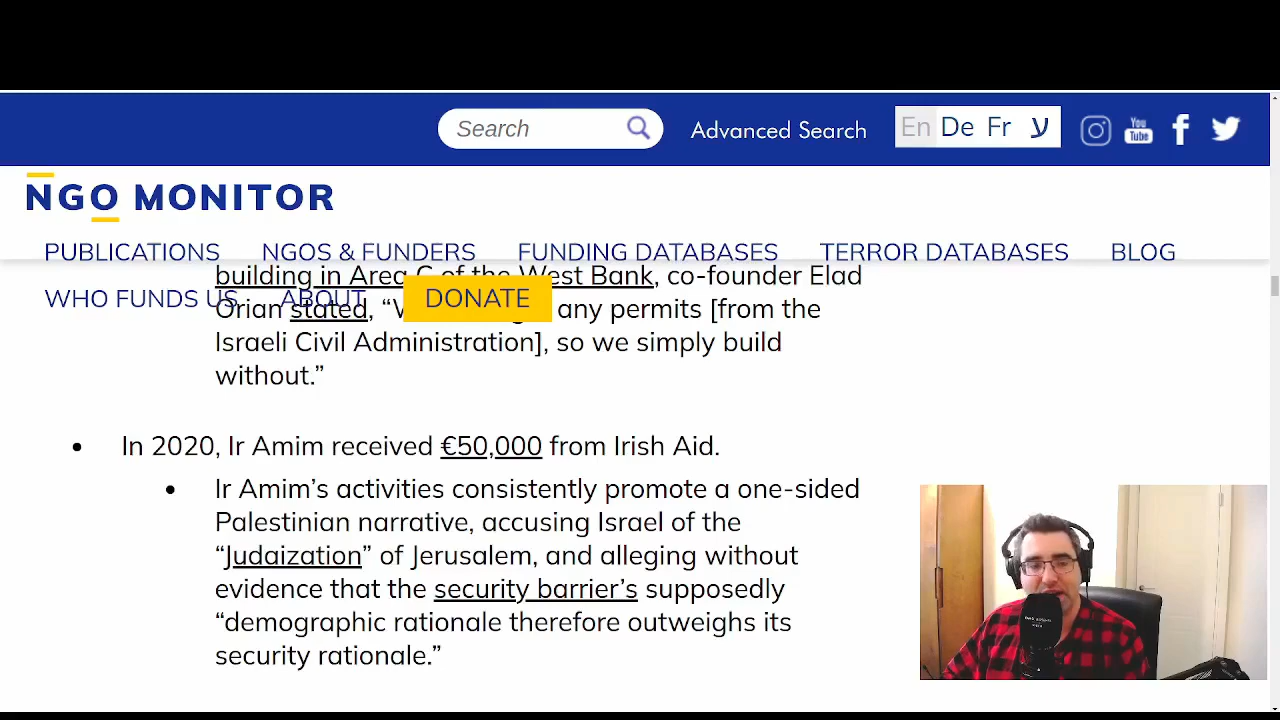 Search
Advanced Search
En De Fr ע
You Tube
NGO MONITOR
PUBLICATIONS NGOS & FUNDERS FUNDING DATABASES TERROR DATABASES BLOG
building in Area C of the West Bank, co-founder Elad
WHO FUNDS US ABOUT DONATE
Orian stated, “ any permits [from the
Israeli Civil Administration], so we simply build
without.”
• In 2020, Ir Amim received €50,000 from Irish Aid.
• Ir Amim’s activities consistently promote a one-sided
Palestinian narrative, accusing Israel of the
“Judaization” of Jerusalem, and alleging without
evidence that the security barrier’s supposedly
“demographic rationale therefore outweighs its
security rationale.”